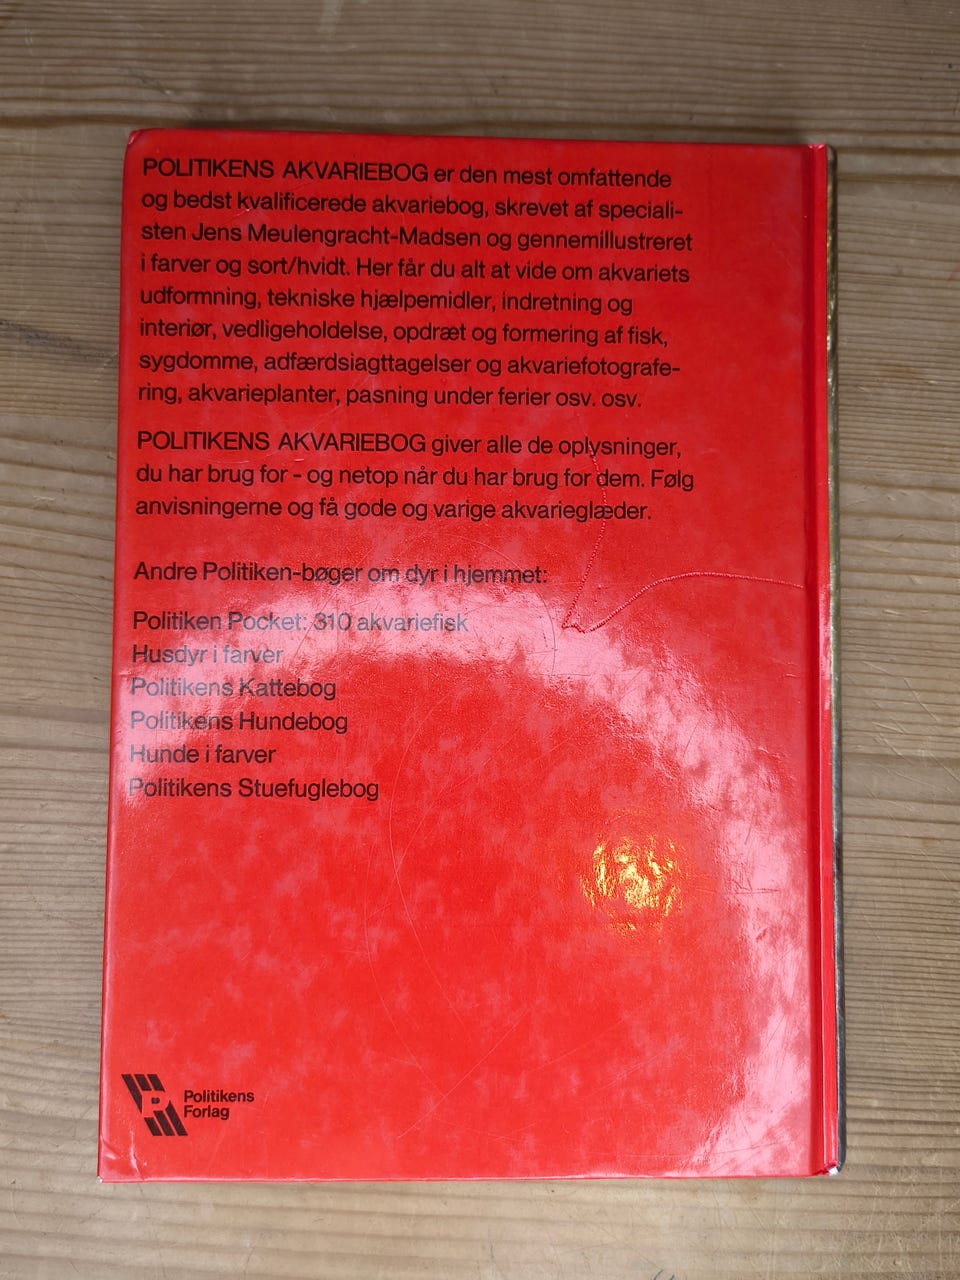 POLITIKENS AKVARIEBOG er den mest omfattende
og bedst kvalificerede akvariebog, skrevet af speciali-
sten Jens Meulengracht-Madsen og gennemillustreret
i farver og sort/hvidt. Her får du alt at vide om akvariets
udformning, tekniske hjælpemidler, indretning og
interiør, vedligeholdelse, opdræt og formering af fisk,
sygdomme, adfærdsiagttagelser og akvariefotografe-
ring, akvarieplanter, pasning under ferier osv. osv.
POLITIKENS AKVARIEBOG giver alle de oplysninger,
du har brug for - og netop når du har brug for dem. Følg
anvisningerne og få gode og varige akvarieglæder.
Andre Politiken-bøger om dyr i hjemmet:
Politiken Pocket: 310 akvariefisk
Husdyr i farver
Politikens Kattebog
Politikens Hundebog
Hunde i farver
Politikens Stuefuglebog
P
Politikens
Forlag